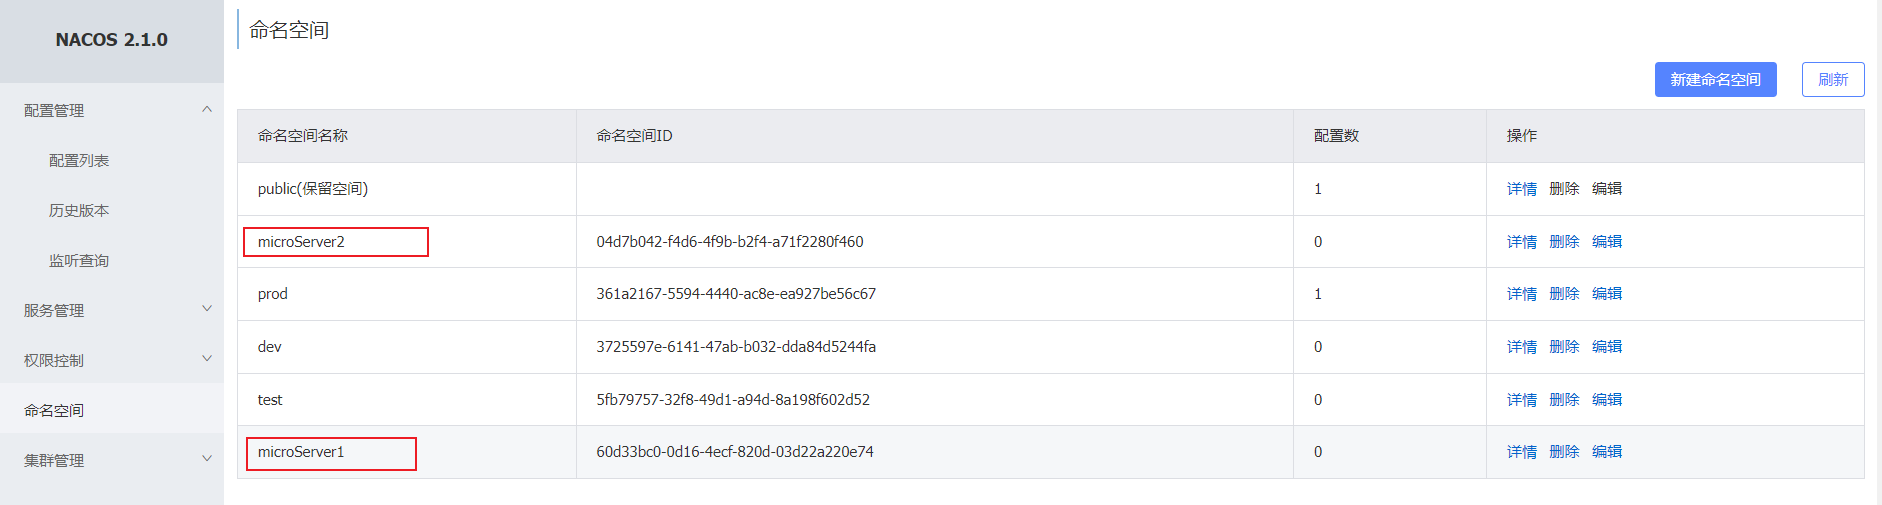 NACOS 2.1.0
配置管理
配置列表
历史版本
监听查询
服务管理
权限控制
命名空间
集群管理
命名空间
新建命名空间 刷新
命名空间名称 命名空间ID 配置数 操作
public(保留空间) 1 详情 删除 编辑
microServer2 04d7b042-f4d6-4f9b-b2f4-a71f2280f460 0 详情 删除 编辑
prod 361a2167-5594-4440-ac8e-ea927be56c67 1 详情 删除 编辑
dev 3725597e-6141-47ab-b032-dda84d5244fa 0 详情 删除 编辑
test 5fb79757-32f8-49d1-a94d-8a198f602d52 0 详情 删除 编辑
microServer1 60d33bc0-0d16-4ecf-820d-03d22a220e74 0 详情 删除 编辑